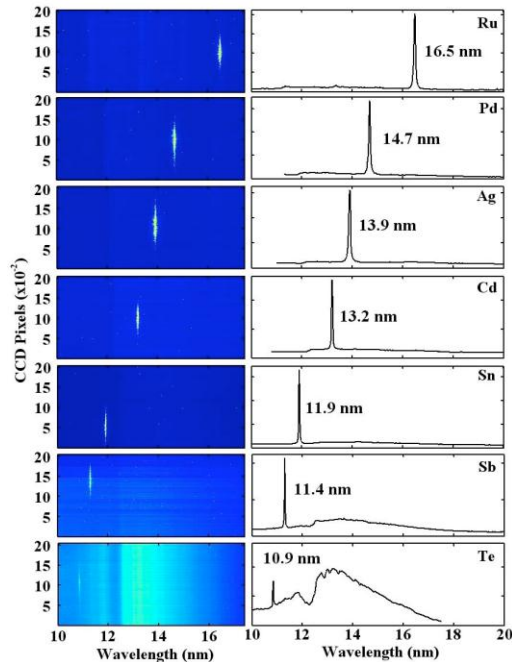 CCD Pixels (x10⁻²)
20
15
10
5
Ru
16.5 nm
20
15
10
5
Pd
14.7 nm
20
15
10
5
Ag
13.9 nm
20
15
10
5
Cd
13.2 nm
20
15
10
5
Sn
11.9 nm
20
15
10
5
Sb
11.4 nm
20
15
10
5
Te
10.9 nm
10 12 14 16 10 12 14 16 18 20
Wavelength (nm) Wavelength (nm)